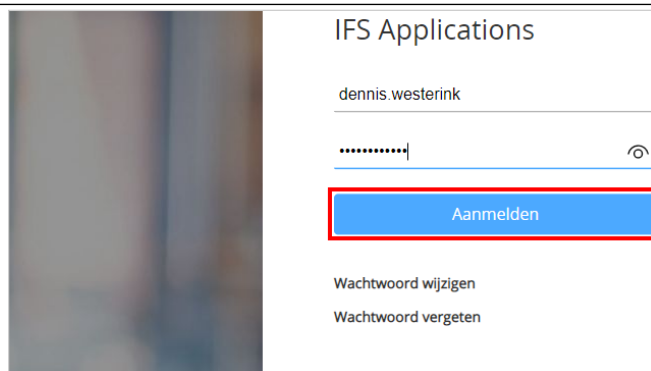 IFS Applications
dennis.westerink
••••••••••••
Aanmelden
Wachtwoord wijzigen
Wachtwoord vergeten